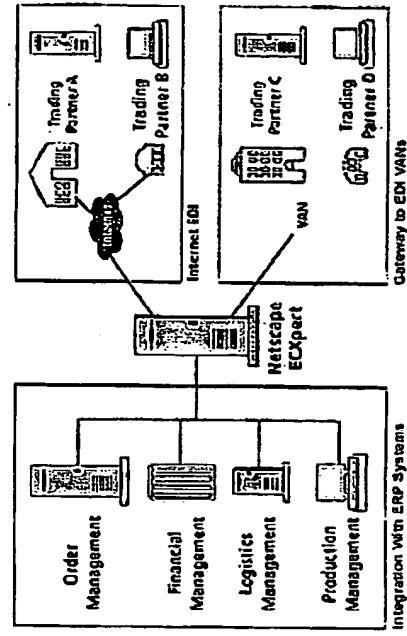 Order
Management
Financial
Management
Logistics
Management
Production
Management
Integration With ERP Systems
Netscape
ECXpert
Trading
Partner A
Trading
Partner B
Internet EDI
VAN
Trading
Partner C
Trading
Partner D
Gateway to EDI VANs